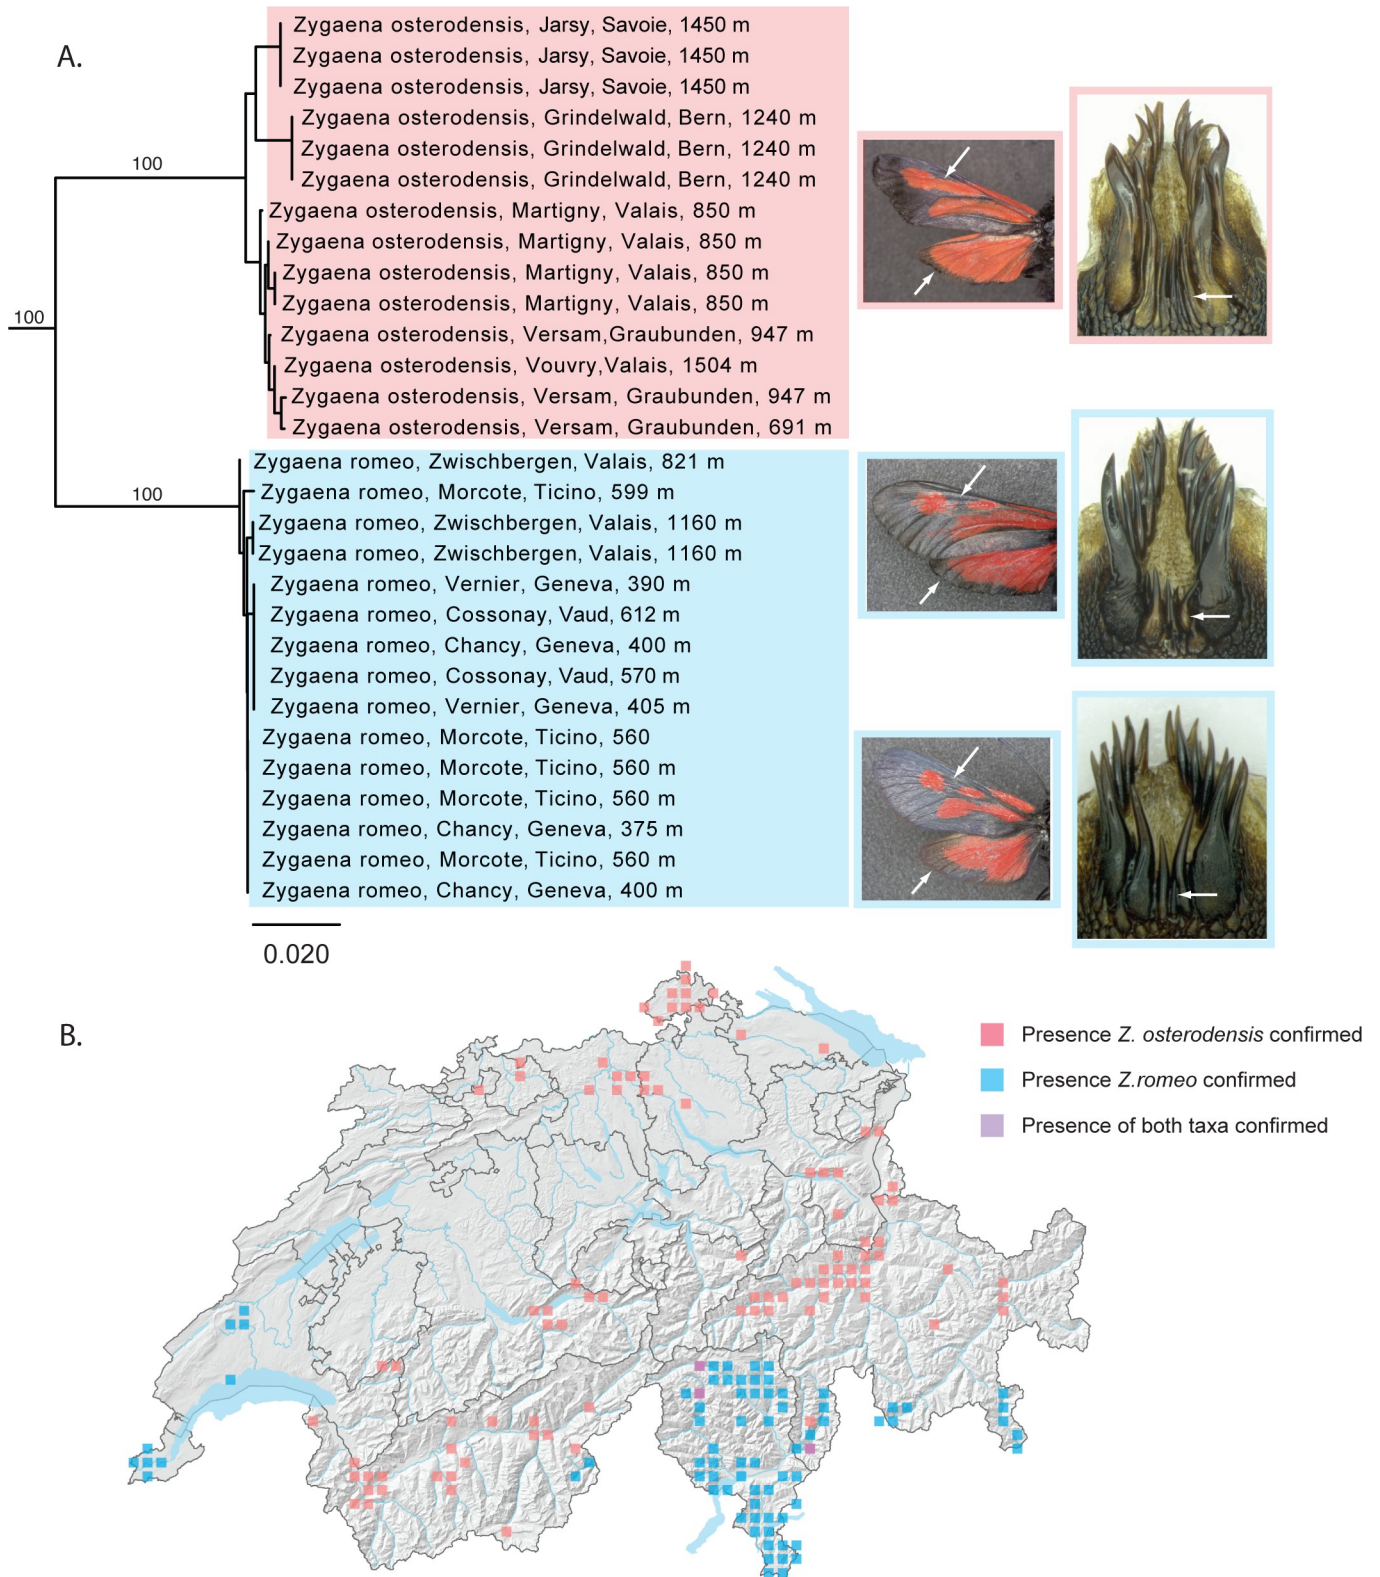 A.
Zygaena osterodensis, Jarsy, Savoie, 1450 m
Zygaena osterodensis, Jarsy, Savoie, 1450 m
Zygaena osterodensis, Jarsy, Savoie, 1450 m
Zygaena osterodensis, Grindelwald, Bern, 1240 m
Zygaena osterodensis, Grindelwald, Bern, 1240 m
Zygaena osterodensis, Grindelwald, Bern, 1240 m
100
Zygaena osterodensis, Martigny, Valais, 850 m
Zygaena osterodensis, Martigny, Valais, 850 m
Zygaena osterodensis, Martigny, Valais, 850 m
Zygaena osterodensis, Martigny, Valais, 850 m
100
Zygaena osterodensis, Versam,Graubunden, 947 m
Zygaena osterodensis, Vouvry,Valais, 1504 m
Zygaena osterodensis, Versam, Graubunden, 947 m
Zygaena osterodensis, Versam, Graubunden, 691 m
Zygaena romeo, Zwischbergen, Valais, 821 m
100
Zygaena romeo, Morcote, Ticino, 599 m
Zygaena romeo, Zwischbergen, Valais, 1160 m
Zygaena romeo, Zwischbergen, Valais, 1160 m
Zygaena romeo, Vernier, Geneva, 390 m
Zygaena romeo, Cossonay, Vaud, 612 m
Zygaena romeo, Chancy, Geneva, 400 m
Zygaena romeo, Cossonay, Vaud, 570 m
Zygaena romeo, Vernier, Geneva, 405 m
Zygaena romeo, Morcote, Ticino, 560
Zygaena romeo, Morcote, Ticino, 560 m
Zygaena romeo, Morcote, Ticino, 560 m
Zygaena romeo, Chancy, Geneva, 375 m
Zygaena romeo, Morcote, Ticino, 560 m
Zygaena romeo, Chancy, Geneva, 400 m
0.020
B.
Presence Z. osterodensis confirmed
Presence Z.romeo confirmed
Presence of both taxa confirmed